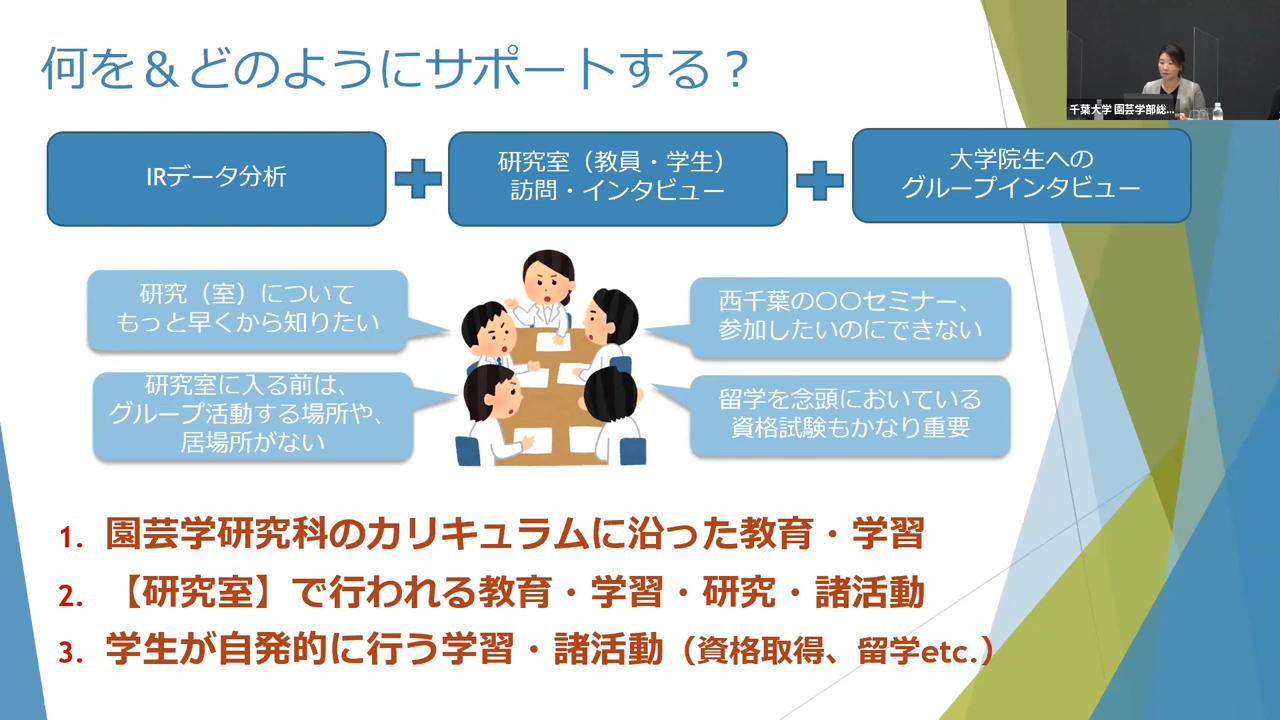 何を＆どのようにサポートする？
千葉大学 園芸学部総...
IRデータ分析
研究室（教員・学生）
訪問・インタビュー
大学院生への
グループインタビュー
研究（室）について
もっと早くから知りたい
西千葉の〇〇セミナー、
参加したいのにできない
研究室に入る前は、
グループ活動する場所や、
居場所がない
留学を念頭においている
資格試験もかなり重要
1. 園芸学研究科のカリキュラムに沿った教育・学習
2. 【研究室】で行われる教育・学習・研究・諸活動
3. 学生が自発的に行う学習・諸活動（資格取得、留学etc.）